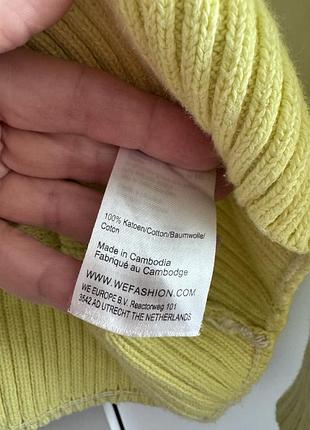 100% Katoen/Cotton/Baumwolle/
Coton
Made in Cambodia
Fabriqué au Cambodge
WWW.WEFASHION.COM
WE EUROPE B.V. Reactorweg 101
3542 AD UTRECHT THE NETHERLANDS